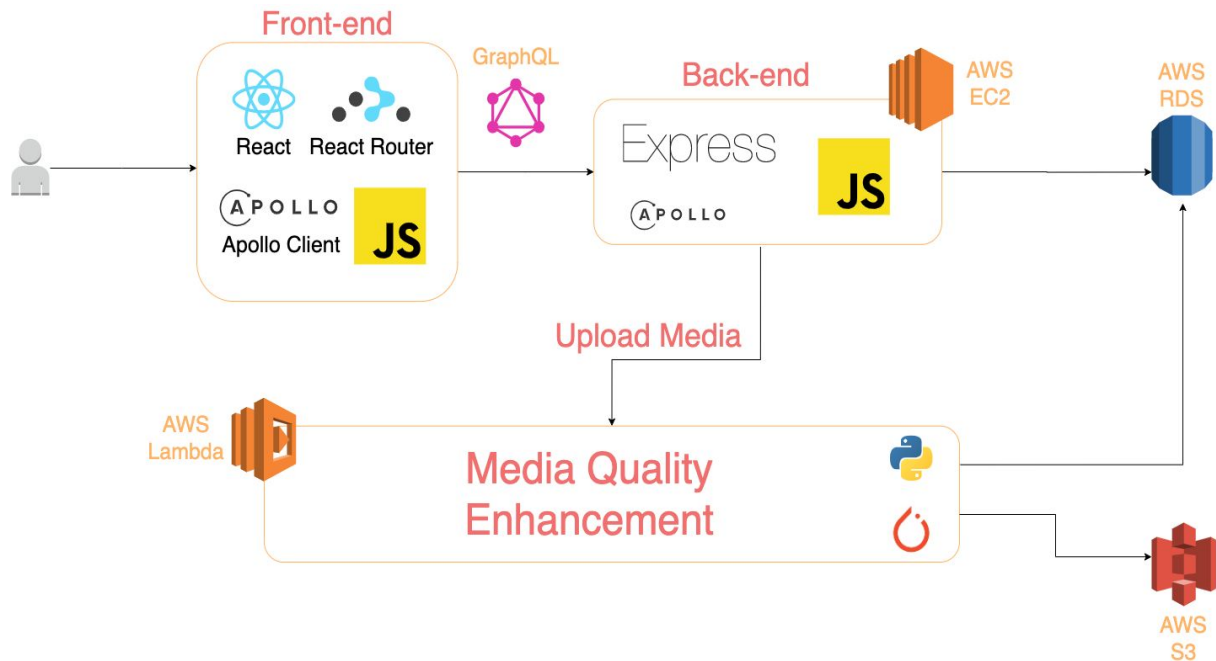 Front-end
GraphQL
React
React Router
APOLLO
Apollo Client
JS
Back-end
AWS
EC2
Express
APOLLO
JS
AWS
RDS
Upload Media
AWS
Lambda
Media Quality
Enhancement
AWS
S3